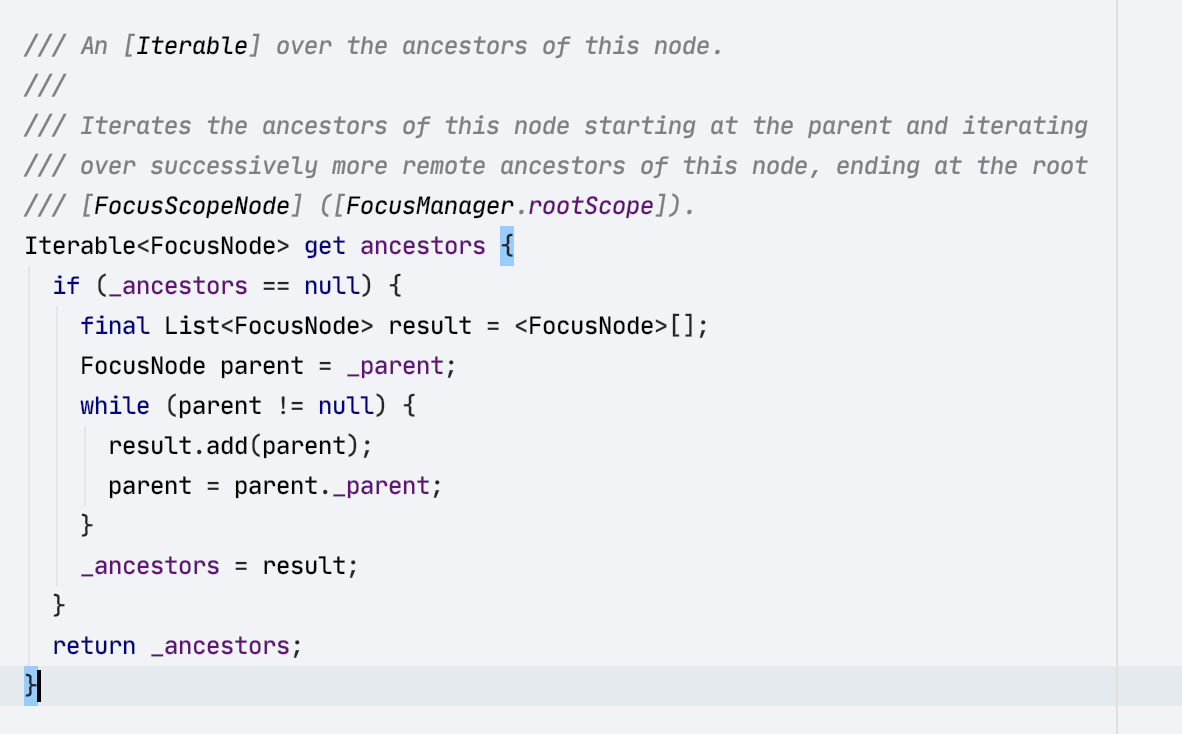 /// An [Iterable] over the ancestors of this node.
///
/// Iterates the ancestors of this node starting at the parent and iterating
/// over successively more remote ancestors of this node, ending at the root
/// [FocusScopeNode] ([FocusManager.rootScope]).
Iterable<FocusNode> get ancestors {
  if (_ancestors == null) {
    final List<FocusNode> result = <FocusNode>[];
    FocusNode parent = _parent;
    while (parent != null) {
      result.add(parent);
      parent = parent._parent;
    }
    _ancestors = result;
  }
  return _ancestors;
}